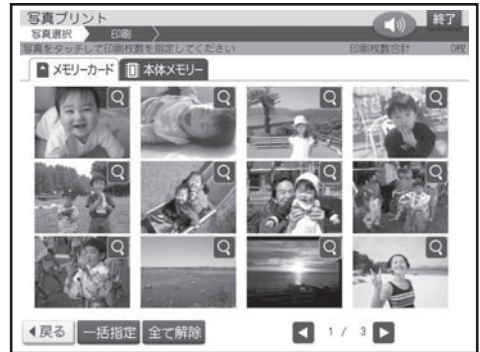 写真プリント
終了
写真選択 印刷
写真をタッチして印刷枚数を指定してください 印刷枚数合計 0枚
メモリーカード 本体メモリー
戻る 一括指定 全て解除 1 / 3